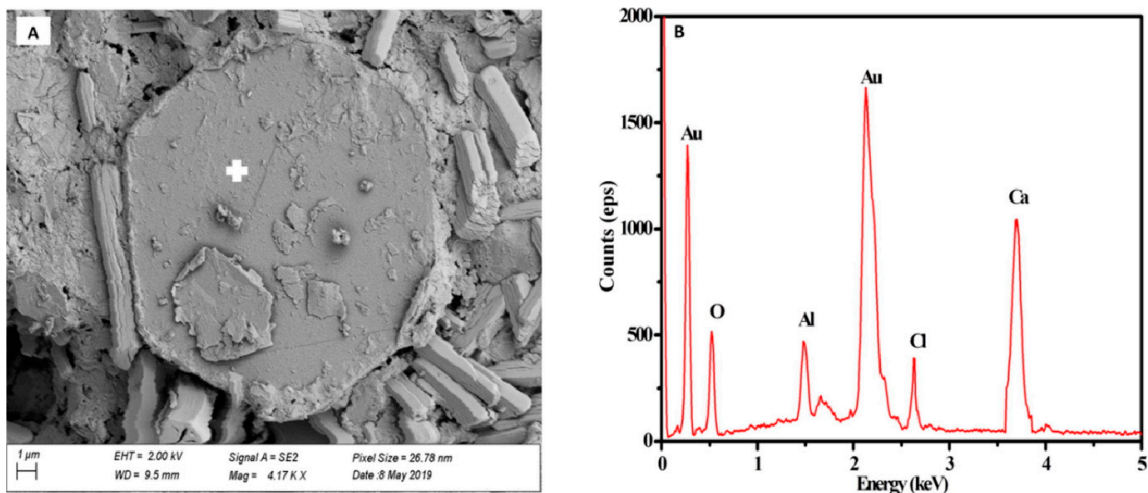 A
1 μm
EHT = 2.00 kV
Signal A = SE2
Pixel Size = 26.78 nm
WD = 9.5 mm
Mag = 4.17 K X
Date :8 May 2019
B
2000
1500
1000
500
0
Counts (eps)
Au
O
Al
Au
Cl
Ca
0 1 2 3 4 5
Energy (keV)